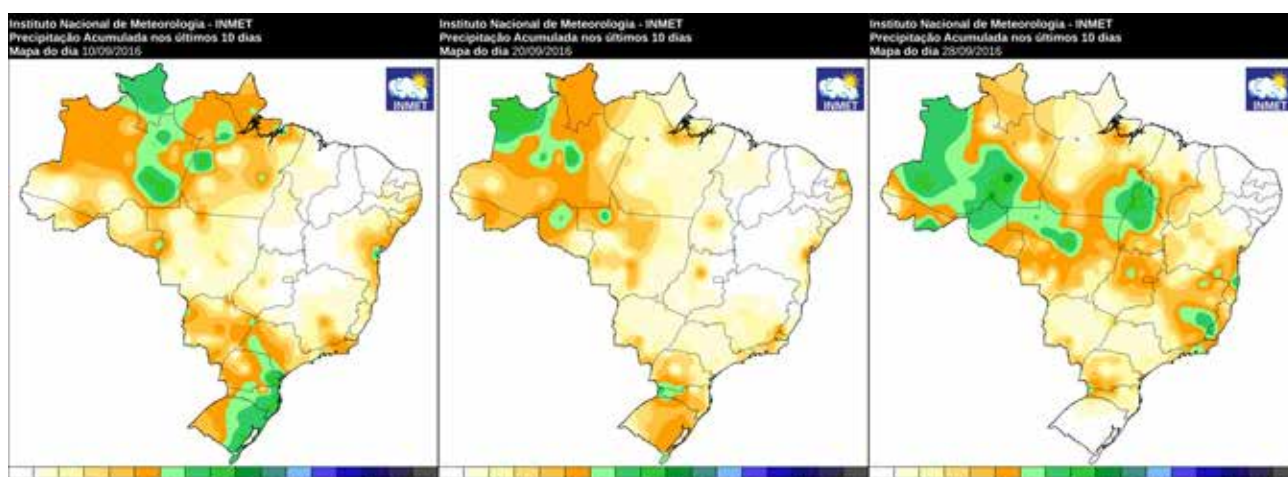 Instituto Nacional de Meteorologia - INMET
Precipitação Acumulada nos últimos 10 dias
Mapa do dia 10/09/2016
INMET
Instituto Nacional de Meteorologia - INMET
Precipitação Acumulada nos últimos 10 dias
Mapa do dia 20/09/2016
INMET
Instituto Nacional de Meteorologia - INMET
Precipitação Acumulada nos últimos 10 dias
Mapa do dia 28/09/2016
INMET